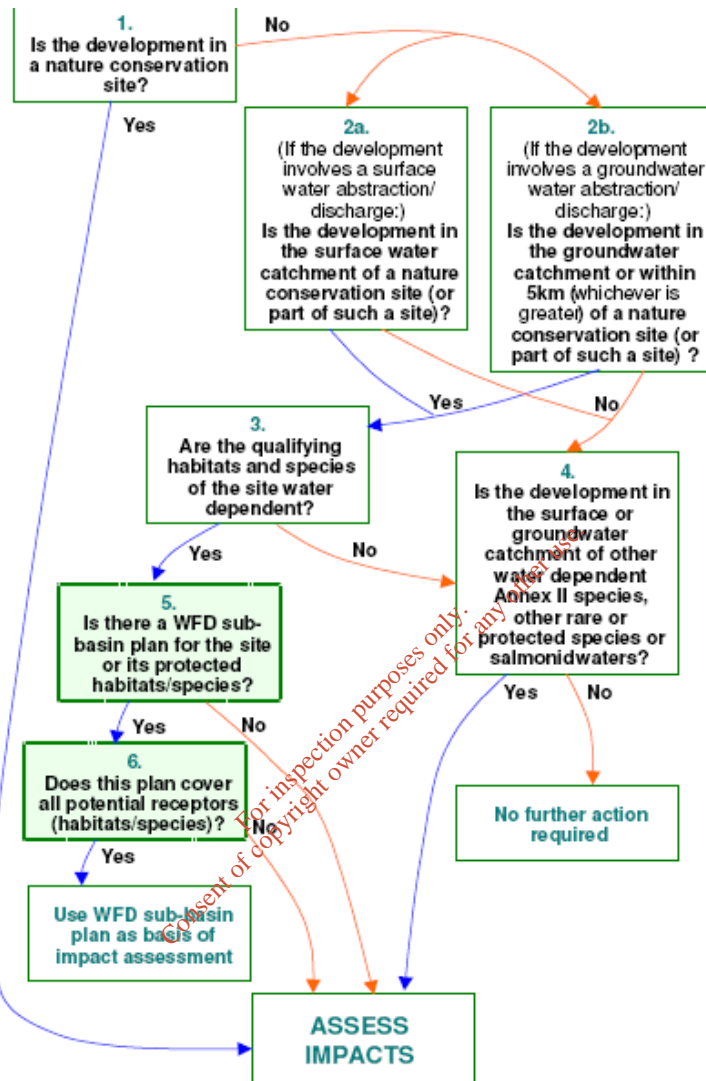 1.
Is the development in
a nature conservation
site?
No
Yes
2a.
(If the development
involves a surface
water abstraction/
discharge:)
Is the development in
the surface water
catchment of a nature
conservation site (or
part of such a site)?
2b.
(If the development
involves a groundwater
water abstraction/
discharge:)
Is the development in
the groundwater
catchment or within
5km (whichever is
greater) of a nature
conservation site (or
part of such a site) ?
Yes
No
3.
Are the qualifying
habitats and species
of the site water
dependent?
Yes
No
4.
Is the development in
the surface or
groundwater
catchment of other
water dependent
Annex II species,
other rare or
protected species or
salmonidwaters?
Yes
No
5.
Is there a WFD sub-
basin plan for the site
or its protected
habitats/species?
Yes
No
6.
Does this plan cover
all potential receptors
(habitats/species)?
No
Yes
No further action
required
Use WFD sub-basin
plan as basis of
impact assessment
ASSESS
IMPACTS
For inspection purposes only.
Consent of copyright owner required for any other use.